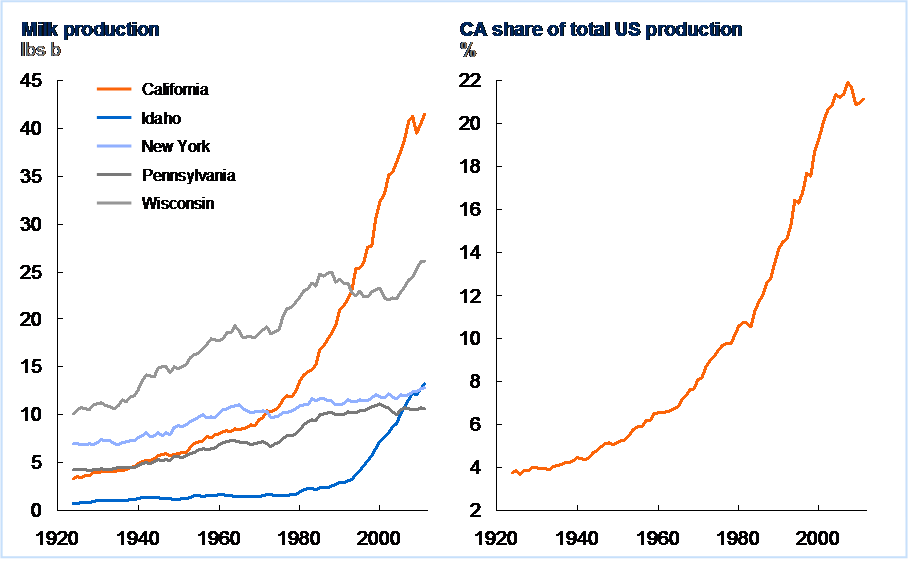 Milk production
lbs b
45
40
35
30
25
20
15
10
5
0
California
Idaho
New York
Pennsylvania
Wisconsin
1920 1940 1960 1980 2000
CA share of total US production
%
22
20
18
16
14
12
10
8
6
4
2
1920 1940 1960 1980 2000